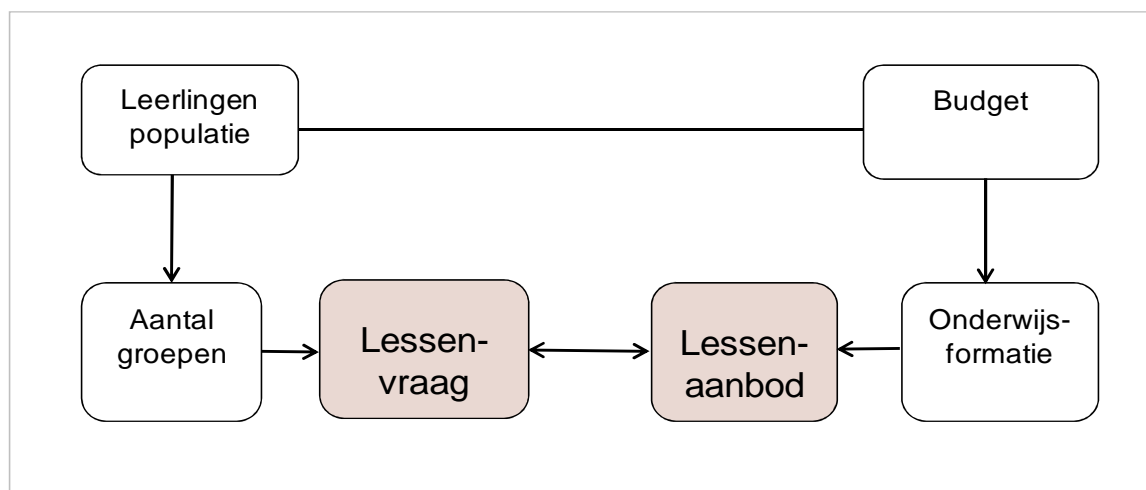 Leerlingen
populatie
Budget
Aantal
groepen
Lessen-
vraag
Lessen-
aanbod
Onderwijs-
formatie